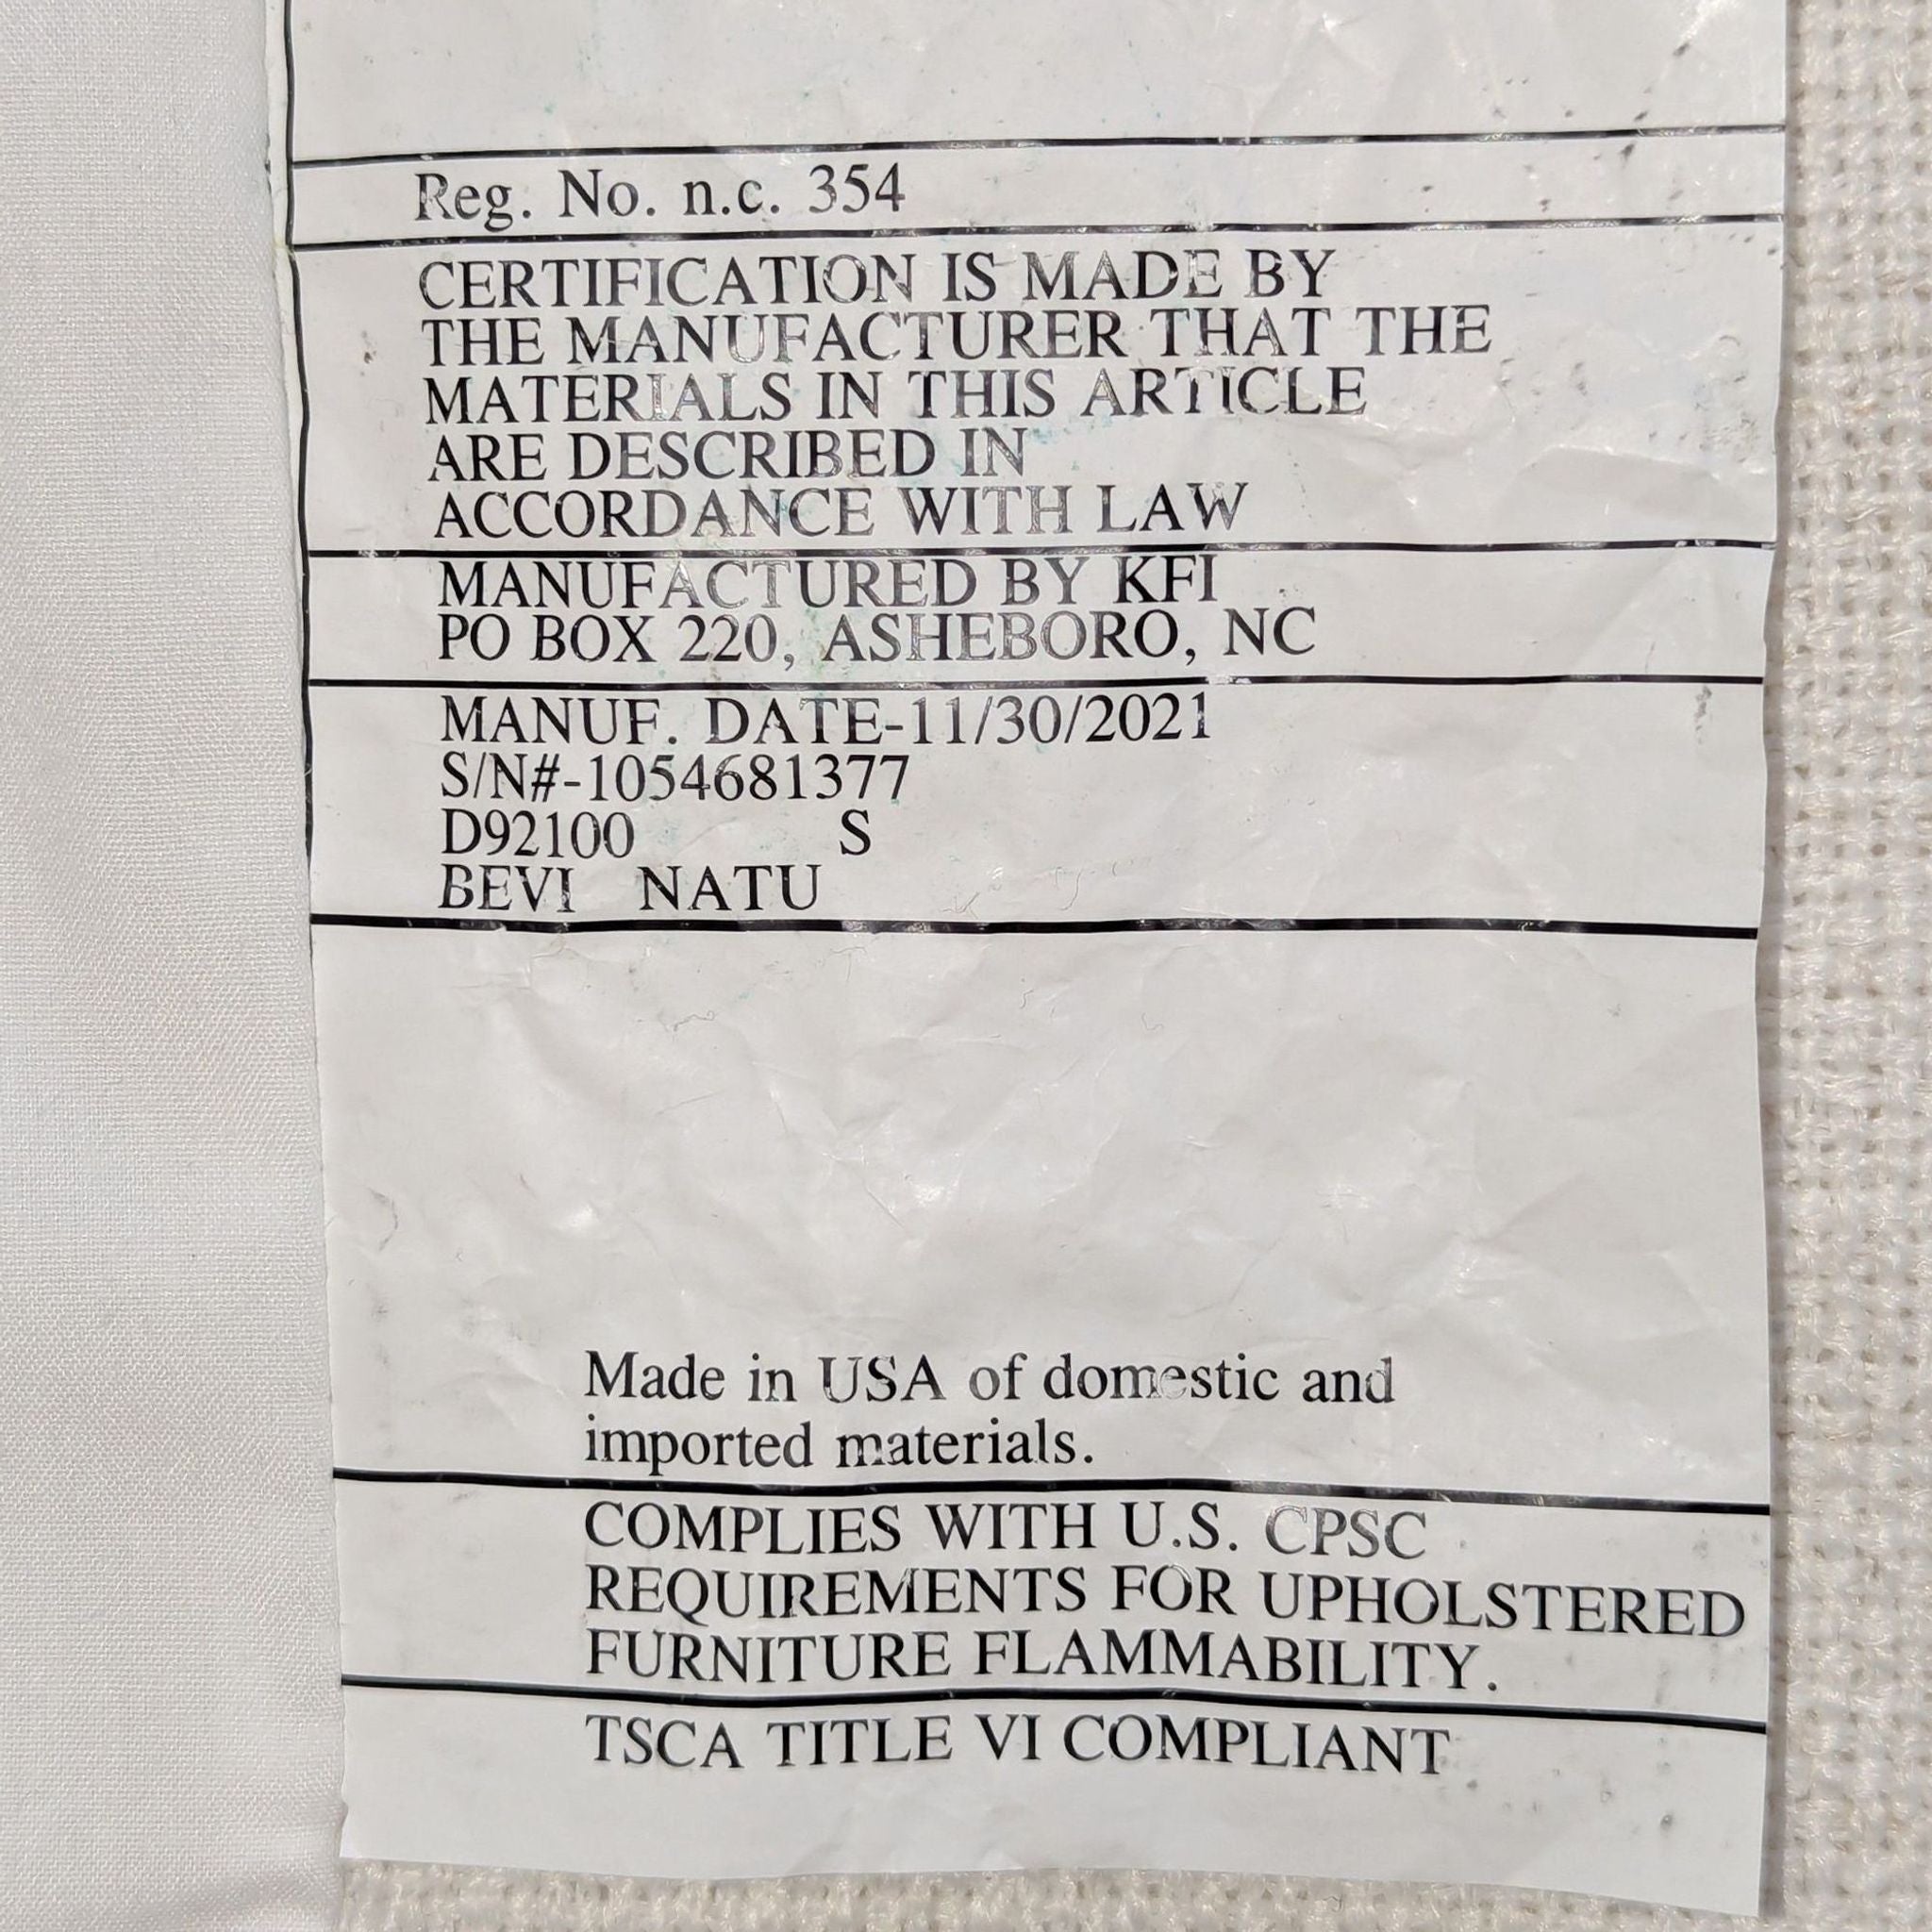 Reg. No. n.c. 354
CERTIFICATION IS MADE BY
THE MANUFACTURER THAT THE
MATERIALS IN THIS ARTICLE
ARE DESCRIBED IN
ACCORDANCE WITH LAW
MANUFACTURED BY KFI
PO BOX 220, ASHEBORO, NC
MANUF. DATE-11/30/2021
S/N#-1054681377
D92100 S
BEVI NATU
Made in USA of domestic and
imported materials.
COMPLIES WITH U.S. CPSC
REQUIREMENTS FOR UPHOLSTERED
FURNITURE FLAMMABILITY.
TSCA TITLE VI COMPLIANT